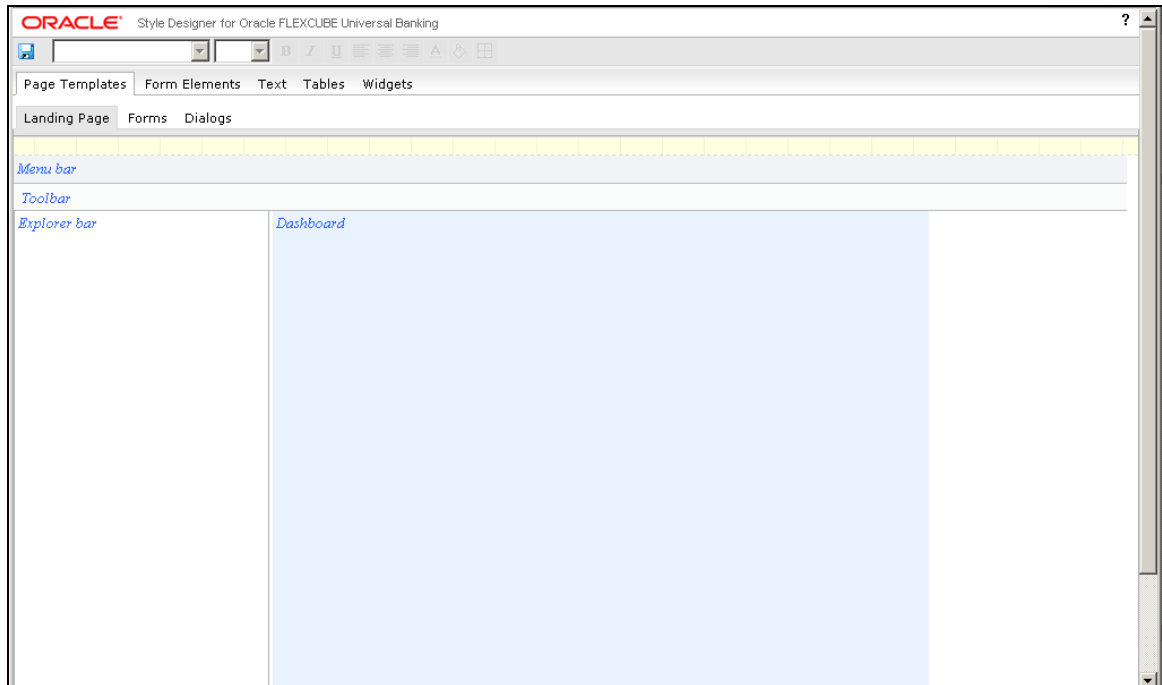 ORACLE Style Designer for Oracle FLEXCUBE Universal Banking ?
B I U A
Page Templates Form Elements Text Tables Widgets
Landing Page Forms Dialogs
Menu bar
Toolbar
Explorer bar Dashboard